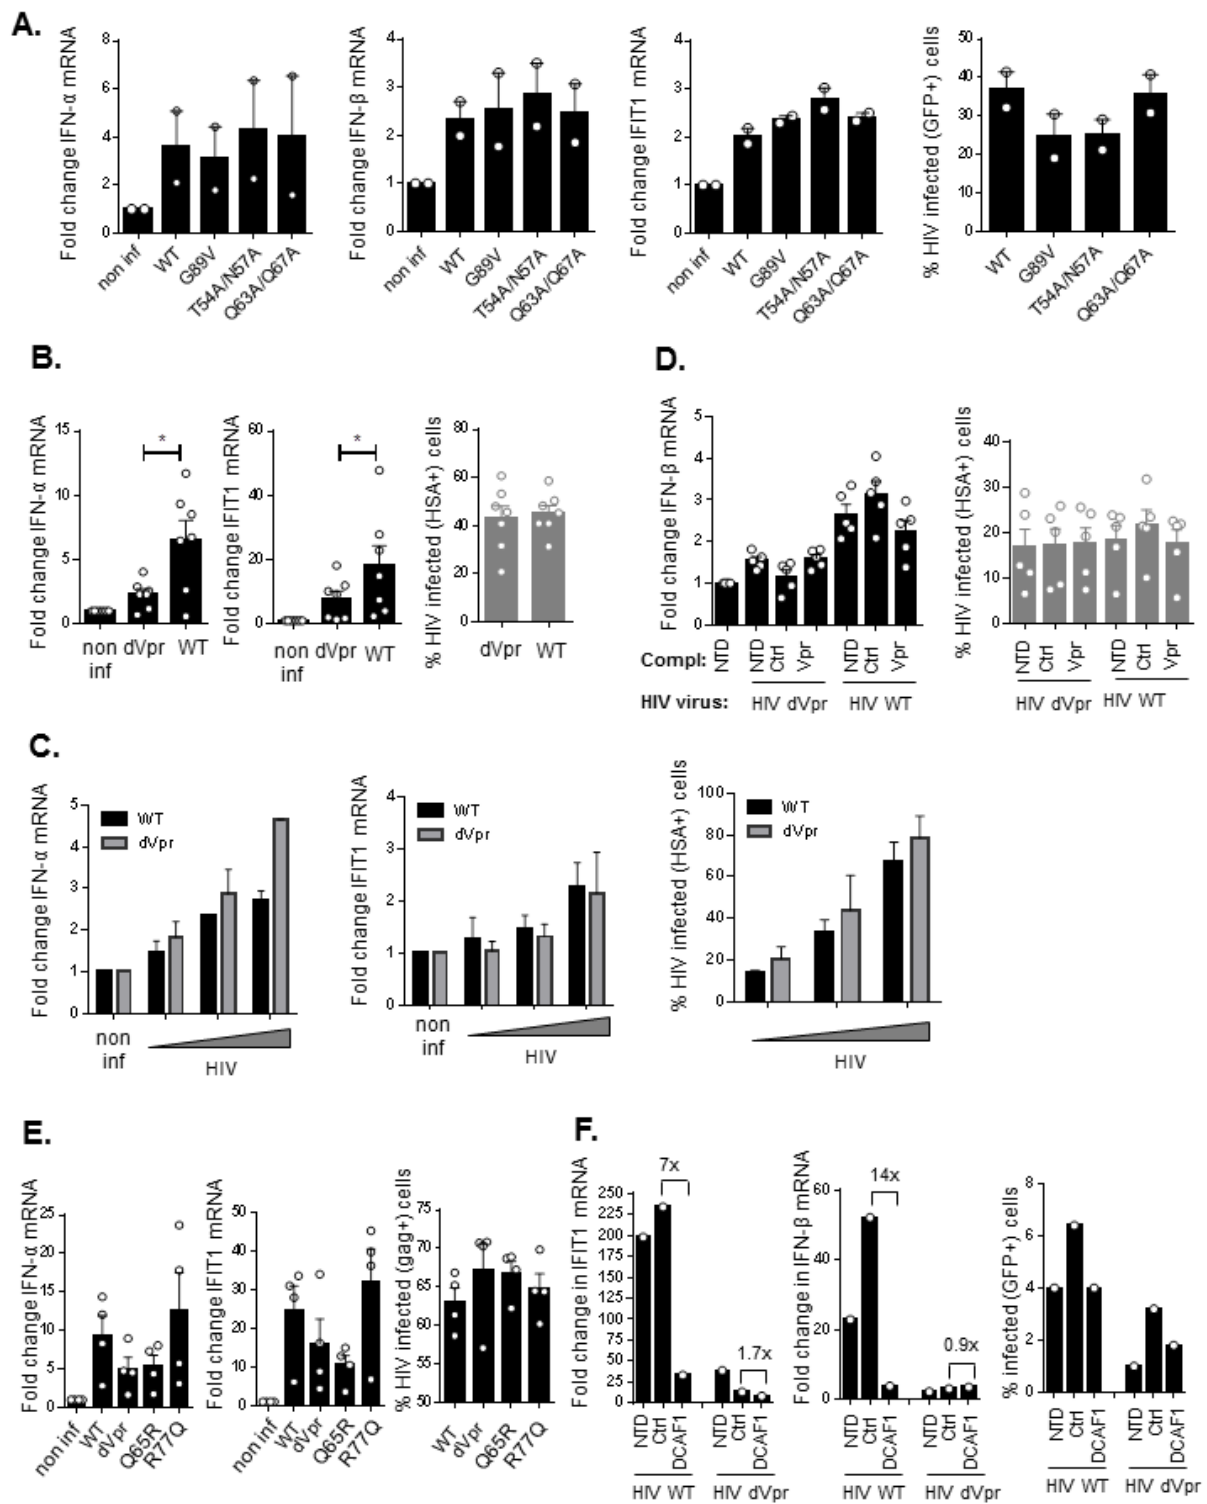 A.
Fold change IFN-α mRNA
8
6
4
2
0
non inf
WT
G89V
T54A/N57A
Q63A/Q67A
Fold change IFN-β mRNA
4
3
2
1
0
non inf
WT
G89V
T54A/N57A
Q63A/Q67A
Fold change IFIT1 mRNA
4
3
2
1
0
non inf
WT
G89V
T54A/N57A
Q63A/Q67A
% HIV infected (GFP+) cells
50
40
30
20
10
0
WT
G89V
T54A/N57A
Q63A/Q67A
B.
Fold change IFN-α mRNA
15
10
5
0
*
non inf
dVpr
WT
Fold change IFIT1 mRNA
60
40
20
0
*
non inf
dVpr
WT
% HIV infected (HSA+) cells
80
60
40
20
0
dVpr
WT
D.
Fold change IFN-β mRNA
5
4
3
2
1
0
Compl:
NTD
NTD
Ctrl
Vpr
NTD
Ctrl
Vpr
HIV virus:
HIV dVpr
HIV WT
% HIV infected (HSA+) cells
40
30
20
10
0
NTD
Ctrl
Vpr
NTD
Ctrl
Vpr
HIV dVpr
HIV WT
C.
Fold change IFN-α mRNA
5
4
3
2
1
0
WT
dVpr
non
inf
HIV
Fold change IFIT1 mRNA
4
3
2
1
0
WT
dVpr
non
inf
HIV
% HIV infected (HSA+) cells
100
80
60
40
20
0
WT
dVpr
HIV
E.
Fold change IFN-α mRNA
25
20
15
10
5
0
non inf
WT
dVpr
Q65R
R77Q
Fold change IFIT1 mRNA
50
40
30
20
10
0
non inf
WT
dVpr
Q65R
R77Q
% HIV infected (gag+) cells
75
70
65
60
55
50
WT
dVpr
Q65R
R77Q
F.
Fold change in IFIT1 mRNA
250
225
200
175
150
125
100
75
50
25
0
7x
1.7x
NTD
Ctrl
DCAF1
NTD
Ctrl
DCAF1
HIV WT
HIV dVpr
Fold change in IFN-β mRNA
60
40
20
0
14x
0.9x
NTD
Ctrl
DCAF1
NTD
Ctrl
DCAF1
HIV WT
HIV dVpr
% infected (GFP+) cells
8
6
4
2
0
NTD
Ctrl
DCAF1
NTD
Ctrl
DCAF1
HIV WT
HIV dVpr